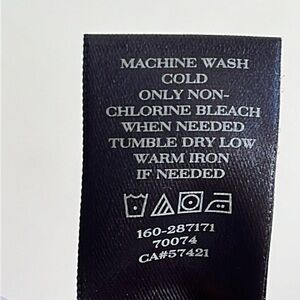 MACHINE WASH
COLD
ONLY NON-
CHLORINE BLEACH
WHEN NEEDED
TUMBLE DRY LOW
WARM IRON
IF NEEDED
160-287171
70074
CA#57421